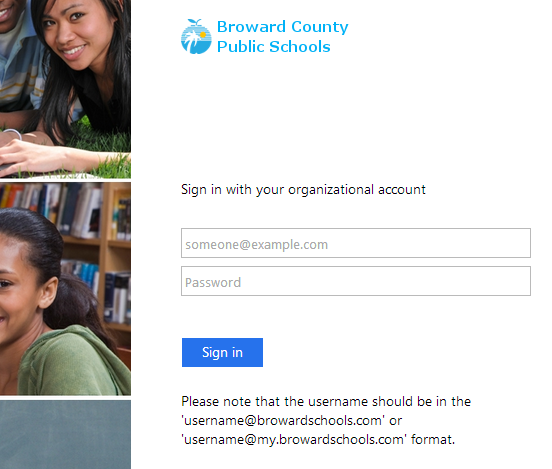 Broward County
Public Schools
Sign in with your organizational account
someone@example.com
Password
Sign in
Please note that the username should be in the
'username@browardschools.com' or
'username@my.browardschools.com' format.